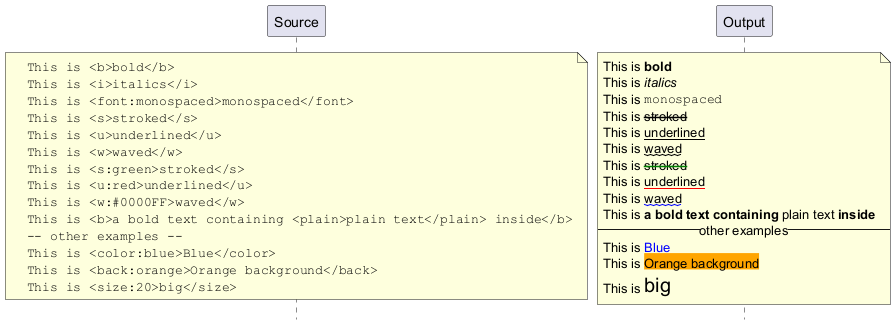 Source
Output
This is <b>bold</b>
This is <i>italics</i>
This is <font:monospaced>monospaced</font>
This is <s>stroked</s>
This is <u>underlined</u>
This is <w>waved</w>
This is <s:green>stroked</s>
This is <u:red>underlined</u>
This is <w:#0000FF>waved</w>
This is <b>a bold text containing <plain>plain text</plain> inside</b>
-- other examples --
This is <color:blue>Blue</color>
This is <back:orange>Orange background</back>
This is <size:20>big</size>
This is bold
This is italics
This is monospaced
This is stroked
This is underlined
This is waved
This is stroked
This is underlined
This is waved
This is a bold text containing plain text inside
other examples
This is Blue
This is Orange background
This is big